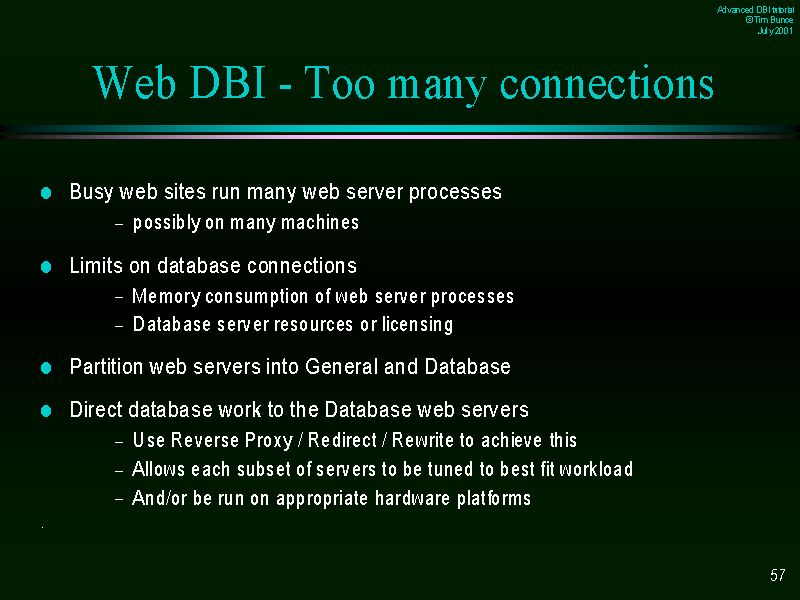 Advanced DBI tutorial
© Tim Bunce
July 2001
Web DBI - Too many connections
Busy web sites run many web server processes
– possibly on many machines
Limits on database connections
– Memory consumption of web server processes
– Database server resources or licensing
Partition web servers into General and Database
Direct database work to the Database web servers
– Use Reverse Proxy / Redirect / Rewrite to achieve this
– Allows each subset of servers to be tuned to best fit workload
– And/or be run on appropriate hardware platforms
.
57